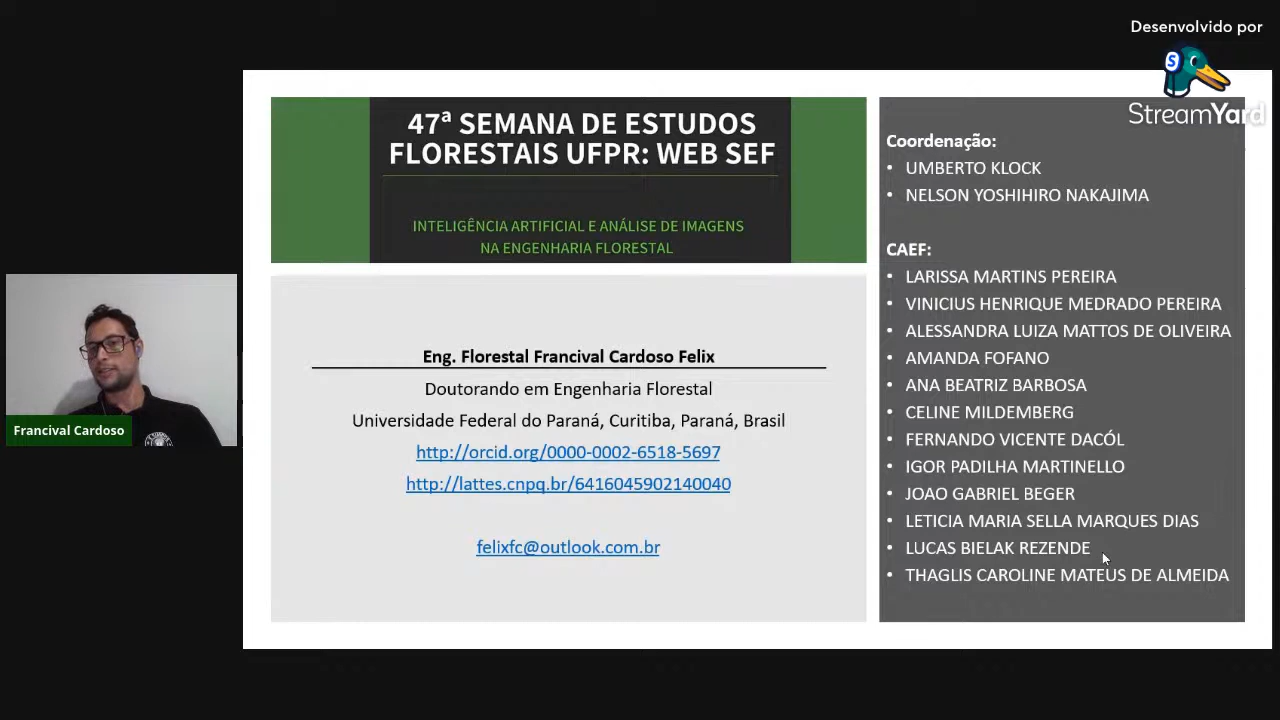 Desenvolvido por
StreamYard
47ª SEMANA DE ESTUDOS
FLORESTAIS UFPR: WEB SEF
INTELIGÊNCIA ARTIFICIAL E ANÁLISE DE IMAGENS
NA ENGENHARIA FLORESTAL
Eng. Florestal Francival Cardoso Felix
Doutorando em Engenharia Florestal
Universidade Federal do Paraná, Curitiba, Paraná, Brasil
http://orcid.org/0000-0002-6518-5697
http://lattes.cnpq.br/6416045902140040
felixfc@outlook.com.br
Coordenação:
• UMBERTO KLOCK
• NELSON YOSHIHIRO NAKAJIMA
CAEF:
• LARISSA MARTINS PEREIRA
• VINICIUS HENRIQUE MEDRADO PEREIRA
• ALESSANDRA LUIZA MATTOS DE OLIVEIRA
• AMANDA FOFANO
• ANA BEATRIZ BARBOSA
• CELINE MILDEMBERG
• FERNANDO VICENTE DACÓL
• IGOR PADILHA MARTINELLO
• JOAO GABRIEL BEGER
• LETICIA MARIA SELLA MARQUES DIAS
• LUCAS BIELAK REZENDE
• THAGLIS CAROLINE MATEUS DE ALMEIDA
Francival Cardoso